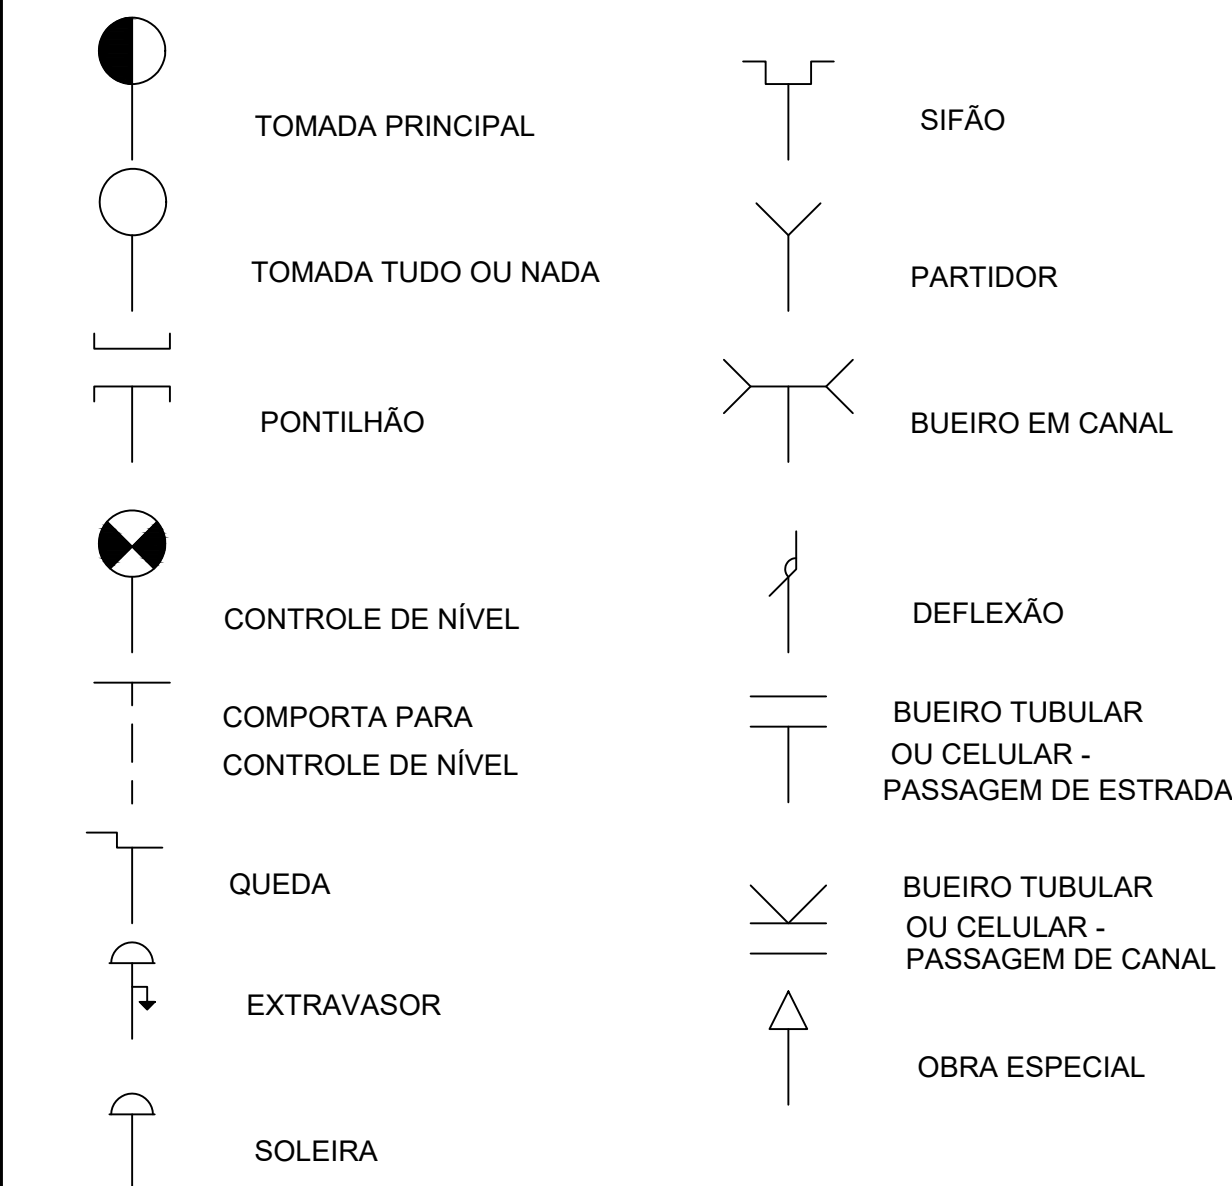 TOMADA PRINCIPAL
TOMADA TUDO OU NADA
PONTILHÃO
CONTROLE DE NÍVEL
COMPORTA PARA
CONTROLE DE NÍVEL
QUEDA
EXTRAVASOR
SOLEIRA
SIFÃO
PARTIDOR
BUEIRO EM CANAL
DEFLEXÃO
BUEIRO TUBULAR
OU CELULAR -
PASSAGEM DE ESTRADA
BUEIRO TUBULAR
OU CELULAR -
PASSAGEM DE CANAL
OBRA ESPECIAL